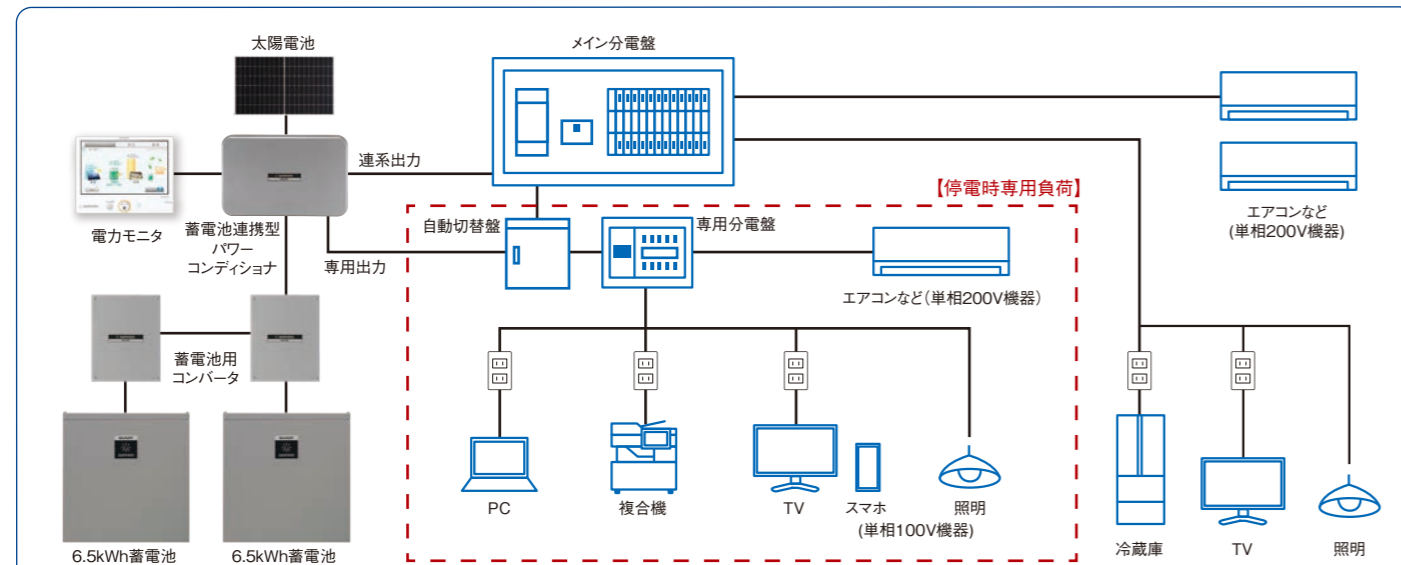 太陽電池
メイン分電盤
連系出力
電力モニタ
蓄電池連携型
パワー
コンディショナ
専用出力
【停電時専用負荷】
自動切替盤
専用分電盤
エアコンなど(単相200V機器)
エアコンなど
(単相200V機器)
蓄電池用
コンバータ
6.5kWh蓄電池
6.5kWh蓄電池
PC
複合機
TV
スマホ
照明
(単相100V機器)
冷蔵庫
TV
照明